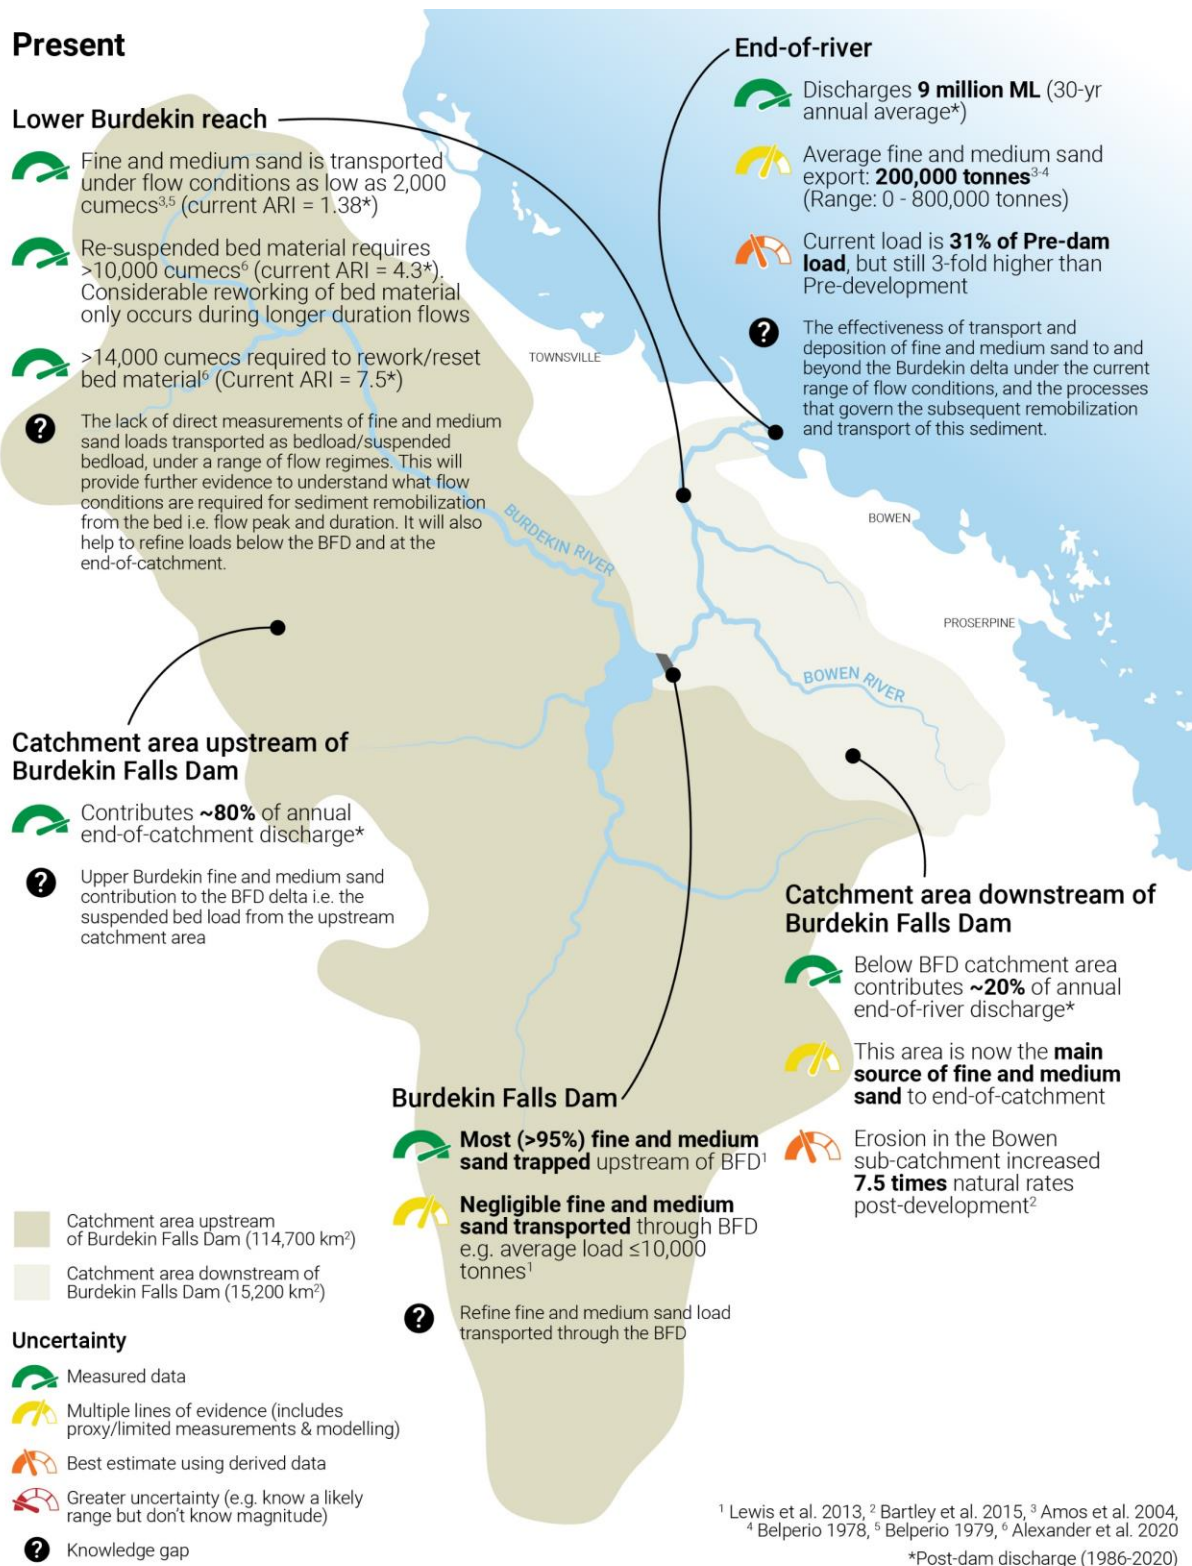 Present
Lower Burdekin reach
Fine and medium sand is transported
under flow conditions as low as 2,000
cumecs3,5 (current ARI = 1.38*)
Re-suspended bed material requires
>10,000 cumecs6 (current ARI = 4.3*).
Considerable reworking of bed material
only occurs during longer duration flows
>14,000 cumecs required to rework/reset
bed material6 (Current ARI = 7.5*)
?
The lack of direct measurements of fine and medium
sand loads transported as bedload/suspended
bedload, under a range of flow regimes. This will
provide further evidence to understand what flow
conditions are required for sediment remobilization
from the bed i.e. flow peak and duration. It will also
help to refine loads below the BFD and at the
end-of-catchment.
End-of-river
Discharges 9 million ML (30-yr
annual average*)
Average fine and medium sand
export: 200,000 tonnes3-4
(Range: 0 - 800,000 tonnes)
Current load is 31% of Pre-dam
load, but still 3-fold higher than
Pre-development
?
The effectiveness of transport and
deposition of fine and medium sand to and
beyond the Burdekin delta under the current
range of flow conditions, and the processes
that govern the subsequent remobilization
and transport of this sediment.
TOWNSVILLE
BOWEN
PROSERPINE
BURDEKIN RIVER
BOWEN RIVER
Catchment area upstream of
Burdekin Falls Dam
Contributes ~80% of annual
end-of-catchment discharge*
?
Upper Burdekin fine and medium sand
contribution to the BFD delta i.e. the
suspended bed load from the upstream
catchment area
Catchment area downstream of
Burdekin Falls Dam
Below BFD catchment area
contributes ~20% of annual
end-of-river discharge*
This area is now the main
source of fine and medium
sand to end-of-catchment
Erosion in the Bowen
sub-catchment increased
7.5 times natural rates
post-development2
Burdekin Falls Dam
Most (>95%) fine and medium
sand trapped upstream of BFD1
Negligible fine and medium
sand transported through BFD
e.g. average load ≤10,000
tonnes1
?
Refine fine and medium sand load
transported through the BFD
Catchment area upstream
of Burdekin Falls Dam (114,700 km2)
Catchment area downstream of
Burdekin Falls Dam (15,200 km2)
Uncertainty
Measured data
Multiple lines of evidence (includes
proxy/limited measurements & modelling)
Best estimate using derived data
Greater uncertainty (e.g. know a likely
range but don't know magnitude)
?
Knowledge gap
1 Lewis et al. 2013, 2 Bartley et al. 2015, 3 Amos et al. 2004,
4 Belperio 1978, 5 Belperio 1979, 6 Alexander et al. 2020
*Post-dam discharge (1986-2020)